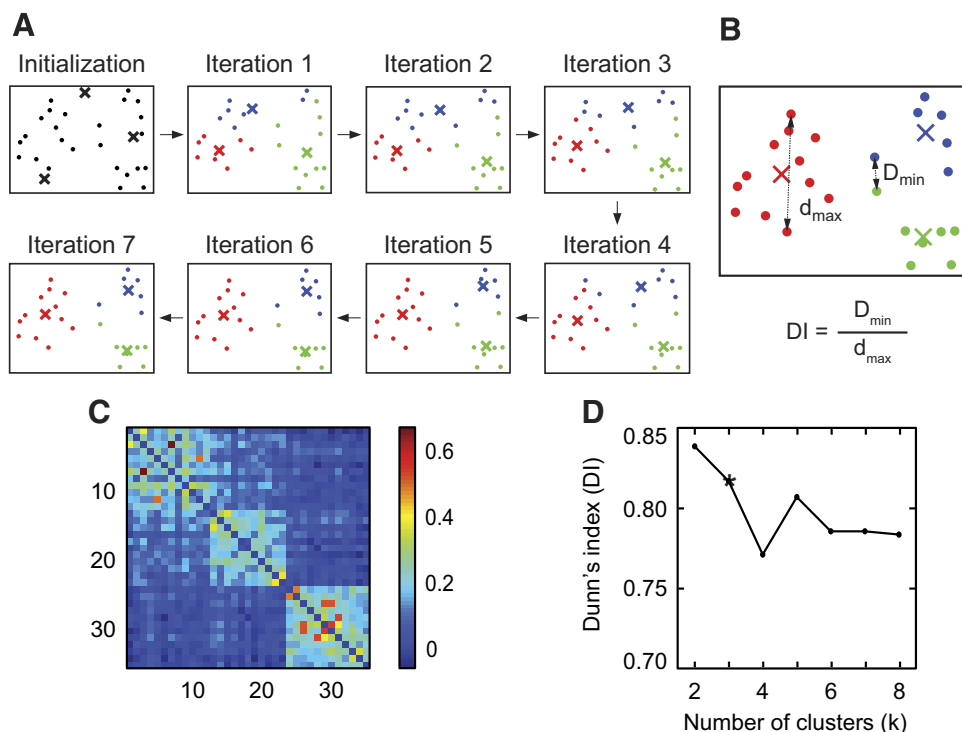 A
Initialization
Iteration 1
Iteration 2
Iteration 3
Iteration 7
Iteration 6
Iteration 5
Iteration 4
B
D_min
d_max
DI = D_min / d_max
C
10
20
30
10
20
30
0.6
0.4
0.2
0
D
Dunn's index (DI)
0.85
0.80
0.75
0.70
2
4
6
8
Number of clusters (k)